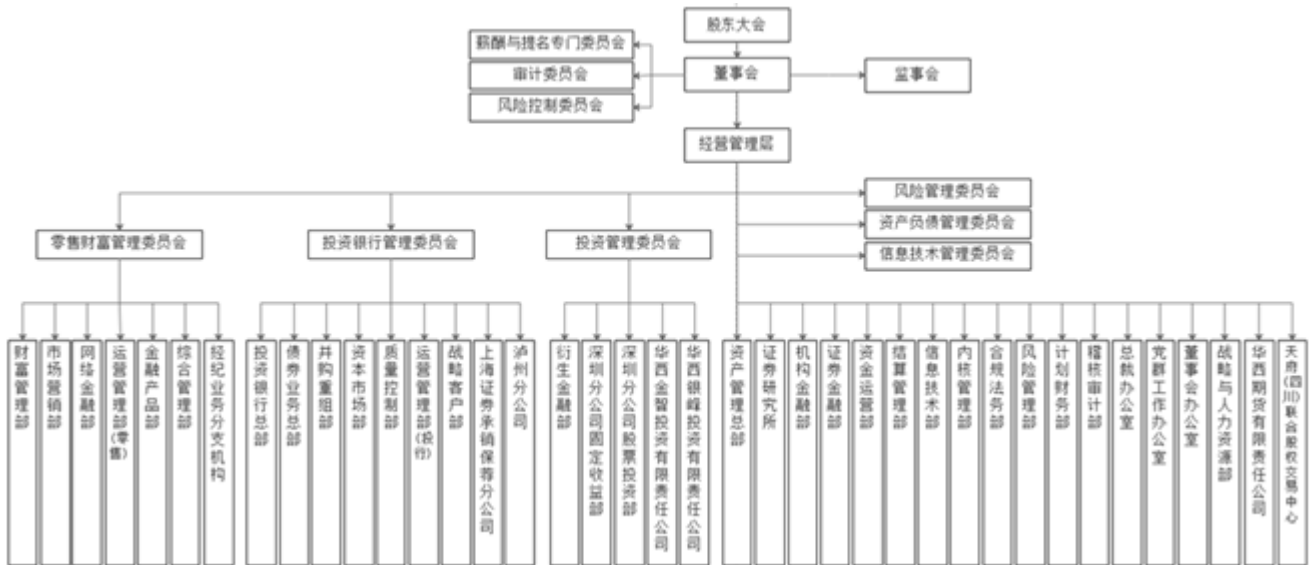 股东大会
薪酬与提名专门委员会
审计委员会
风险控制委员会
董事会
监事会
经营管理层
风险管理委员会
资产负债管理委员会
信息技术管理委员会
零售财富管理委员会
投资银行管理委员会
投资管理委员会
财富管理部
市场营销部
网络金融部
运营管理部(零售)
金融产品部
综合管理部
经纪业务分支机构
投资银行总部
债券业务总部
并购重组部
资本市场部
质量控制部
运营管理部(投行)
战略客户部
上海证券承销保荐分公司
泸州分公司
衍生金融部
深圳分公司固定收益部
深圳分公司股票投资部
华西金智投资有限责任公司
华西银峰投资有限责任公司
资产管理总部
证券研究所
机构金融部
证券金融部
资金运营部
结算管理部
信息技术部
内核管理部
合规法务部
风险管理部
计划财务部
稽核审计部
总裁办公室
党群工作办公室
董事会办公室
战略与人力资源部
华西期货有限责任公司
天府(四川)联合股权交易中心